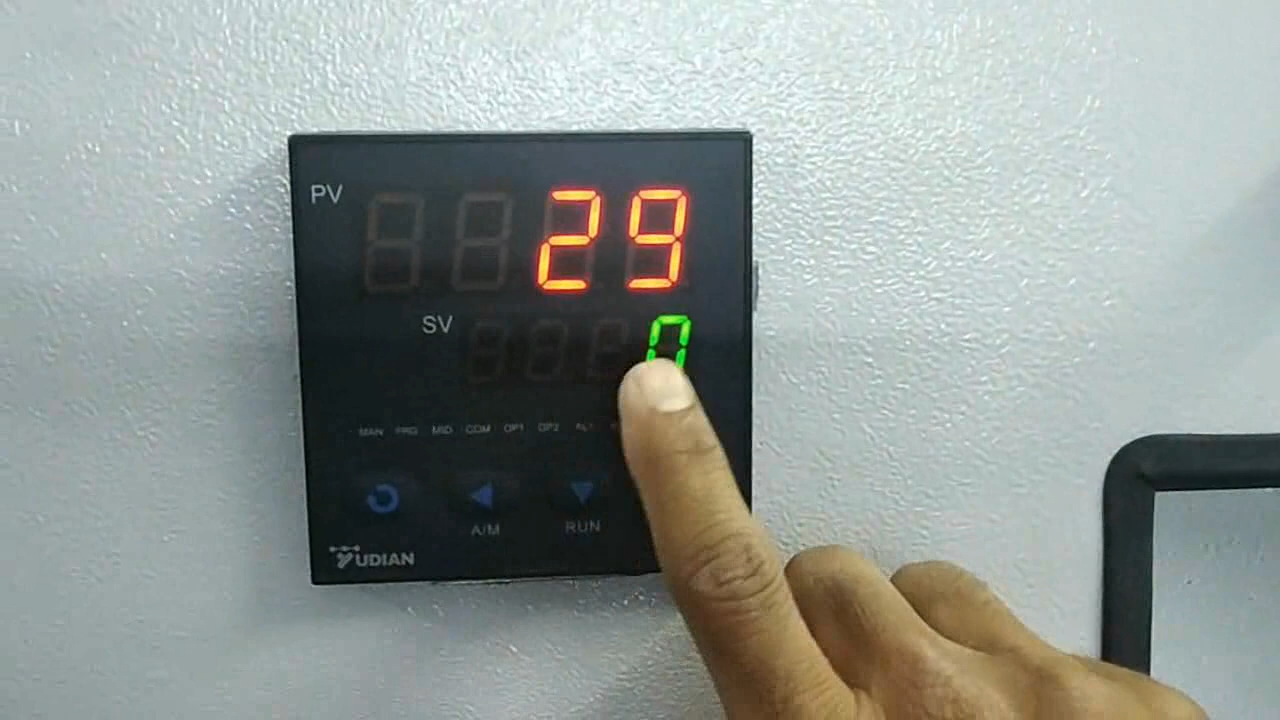 PV 29
SV 0
MAN PRG MIO COM OP1 OP2 AL1
A/M RUN
YUDIAN